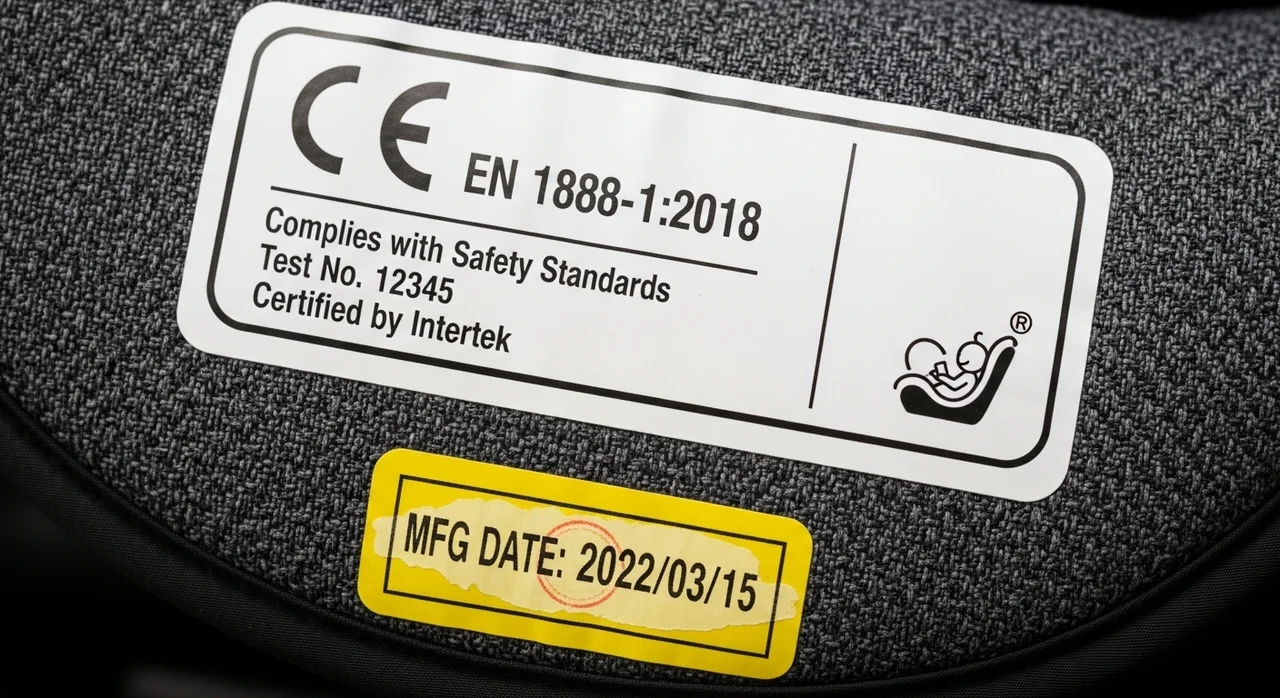 CE EN 1888-1:2018
Complies with Safety Standards
Test No. 12345
Certified by Intertek
®
MFG DATE: 2022/03/15